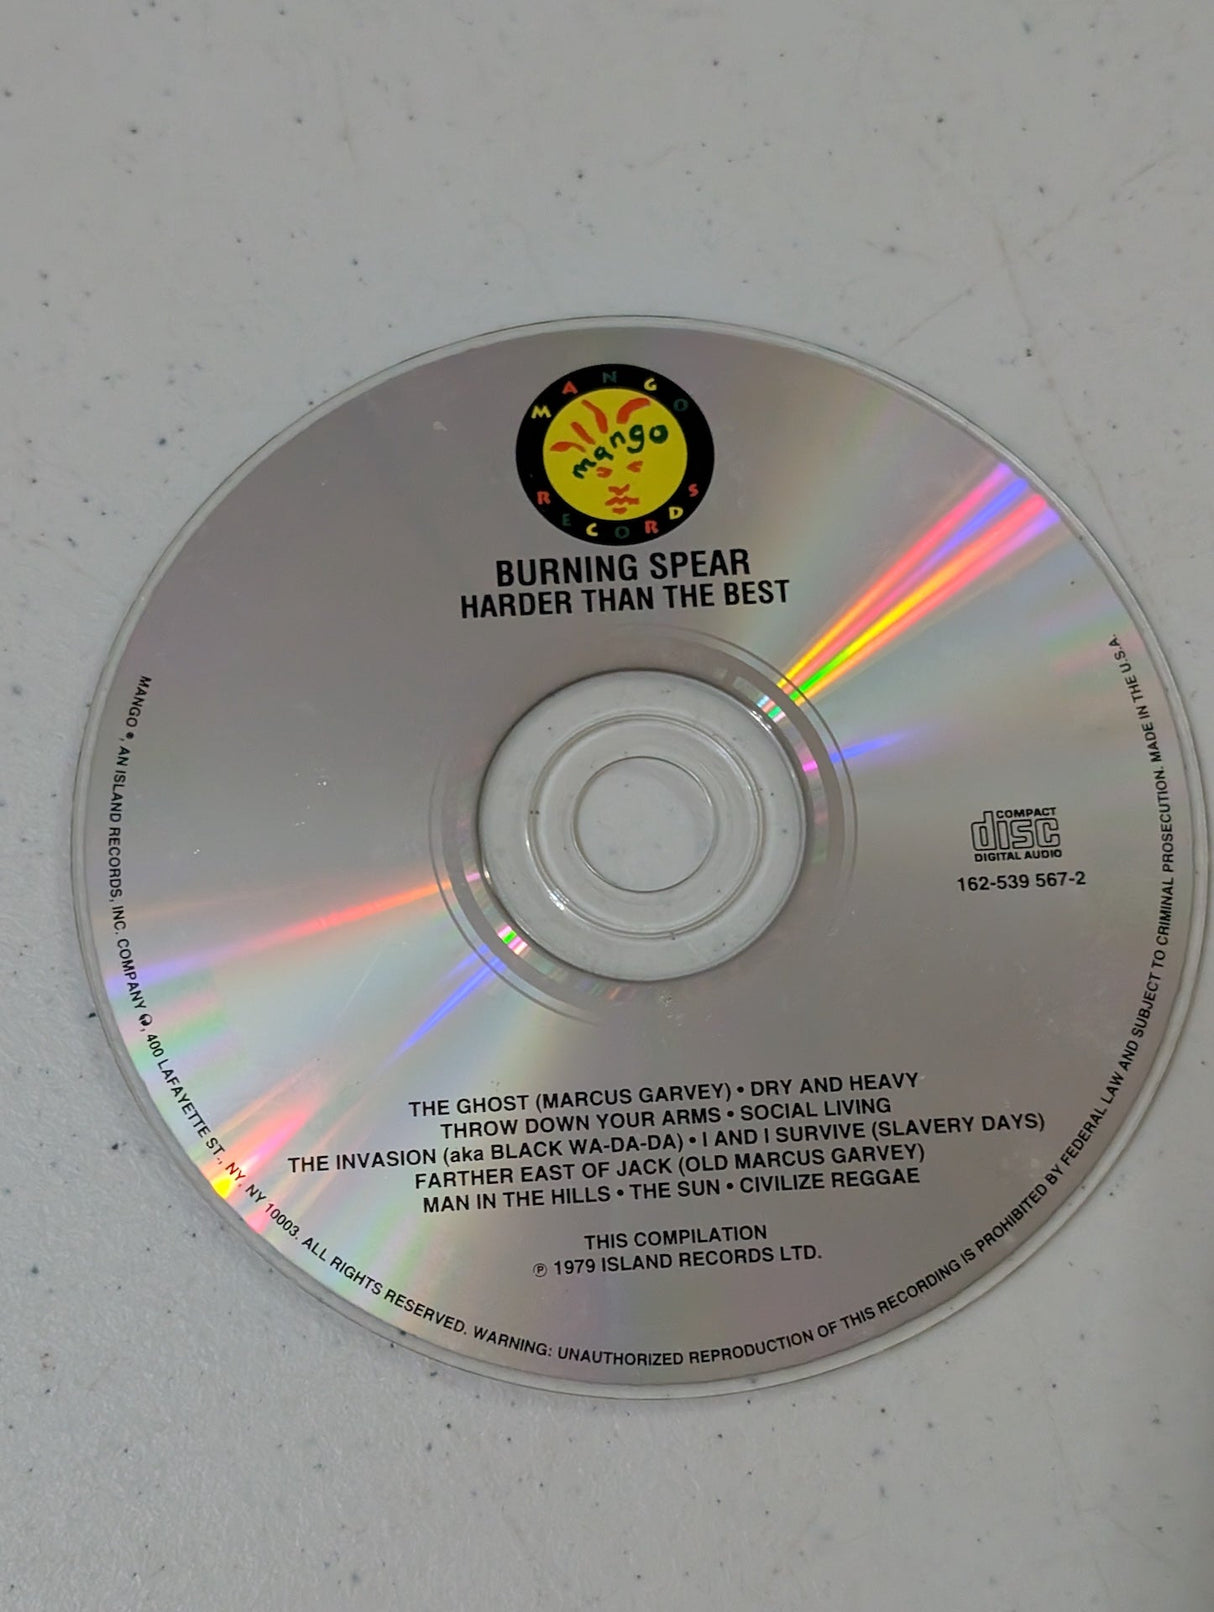 MANGO
mango
RECORDS
BURNING SPEAR
HARDER THAN THE BEST
COMPACT
disc
DIGITAL AUDIO
162-539 567-2
THE GHOST (MARCUS GARVEY) • DRY AND HEAVY
THROW DOWN YOUR ARMS • SOCIAL LIVING
THE INVASION (aka BLACK WA-DA-DA) • I AND I SURVIVE (SLAVERY DAYS)
FARTHER EAST OF JACK (OLD MARCUS GARVEY)
MAN IN THE HILLS • THE SUN • CIVILIZE REGGAE
THIS COMPILATION
℗ 1979 ISLAND RECORDS LTD.
MANGO ®, AN ISLAND RECORDS, INC. COMPANY, 400 LAFAYETTE ST., NY, NY 10003. ALL RIGHTS RESERVED. WARNING: UNAUTHORIZED REPRODUCTION OF THIS RECORDING IS PROHIBITED BY FEDERAL LAW AND SUBJECT TO CRIMINAL PROSECUTION. MADE IN THE U.S.A.